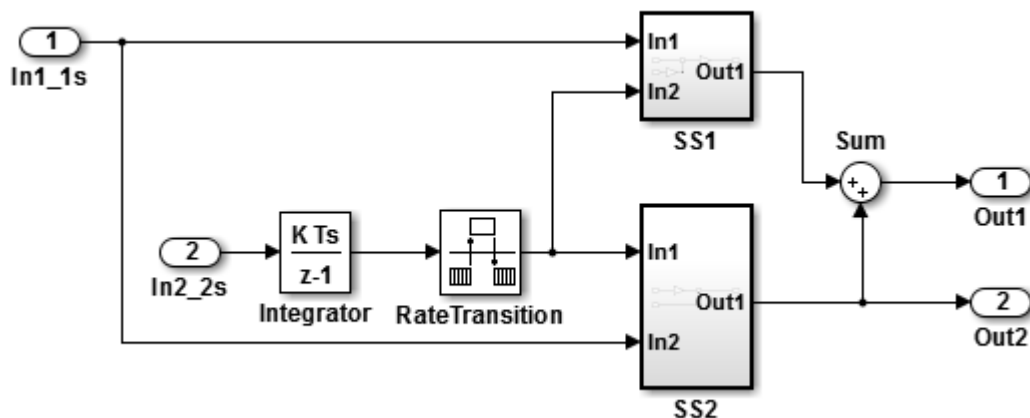 1
In1_1s
In1
In2
Out1
SS1
Sum
+
+
1
Out1
2
In2_2s
K Ts
z-1
Integrator
RateTransition
In1
In2
Out1
SS2
2
Out2